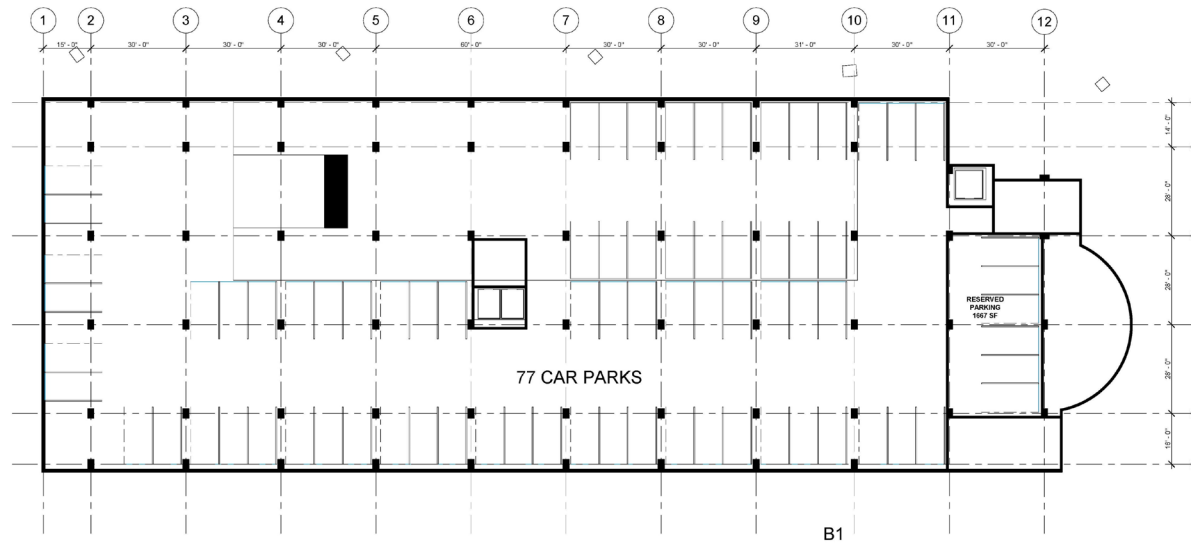 1 2 3 4 5 6 7 8 9 10 11 12
15' - 0" 30' - 0" 30' - 0" 30' - 0" 60' - 0" 30' - 0" 30' - 0" 31' - 0" 30' - 0" 30' - 0"
14' - 0"
28' - 0"
28' - 0"
RESERVED
PARKING
1667 SF
28' - 0"
77 CAR PARKS
B1